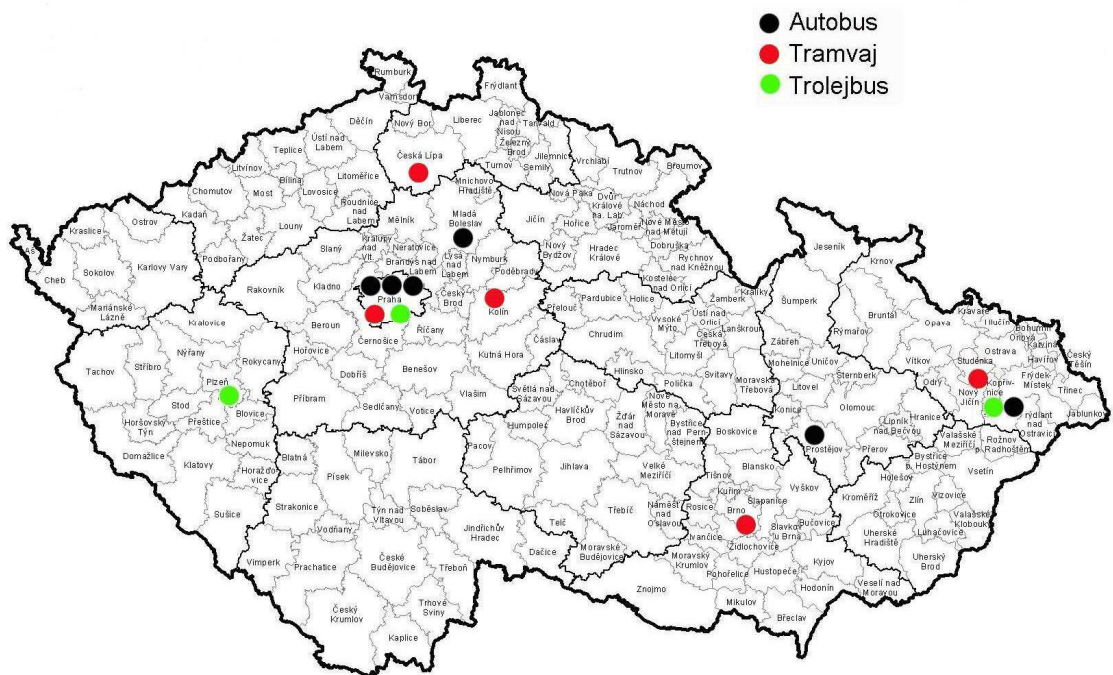 Autobus
Tramvaj
Trolejbus
Rumburk
Varnsdorf
Frýdlant
Děčín
Nový Bor
Liberec
Jablonec
nad
Nisou
Tanvald
Železný
Brod
Ústí nad
Labem
Teplice
Česká Lípa
Turnov
Semily
Jilemnice
Vrchlabí
Trutnov
Broumov
Litvínov
Bílina
Litoměřice
Chomutov
Most
Lovosice
Roudnice
nad
Labem
Mnichovo
Hradiště
Nová Paka
Dvůr
Králové
na. Lab.
Náchod
Kadaň
Louny
Mělník
Mladá
Boleslav
Jičín
Hořice
Jaroměř
Nové Město
nad Metují
Ostrov
Kraslice
Aš
Žatec
Podbořany
Slaný
Kralupy
nad
Vlt.
Neratovice
Brandýs nad
Labem
Lysá
nad
Labem
Nymburk
Poděbrady
Nový
Bydžov
Hradec
Králové
Dobruška
Rychnov
nad Kněžnou
Kostelec
nad Orlicí
Jeseník
Krnov
Cheb
Sokolov
Karlovy Vary
Mariánské
Lázně
Rakovník
Kladno
Praha
Český
Brod
Kolín
Přelouč
Pardubice
Holice
Žamberk
Králíky
Šumperk
Bruntál
Kralovice
Beroun
Černošice
Říčany
Kutná Hora
Čáslav
Chrudim
Vysoké
Mýto
Ústí nad
Orlicí
Česká
Třebová
Lanškroun
Zábřeh
Rýmařov
Opava
Kravaře
Hlučín
Bohumín
Orlová
Karviná
Havířov
Český
Těšín
Tachov
Stříbro
Nýřany
Rokycany
Hořovice
Dobříš
Benešov
Vlašim
Hlinsko
Litomyšl
Polička
Svitavy
Moravská
Třebová
Mohelnice
Uničov
Šternberk
Litovel
Vítkov
Ostrava
Studénka
Odry
Kopřiv-
nice
Nový
Jičín
Frýdek-
Místek
Třinec
Jablunkov
Plzeň
Stod
Blovice
Přeštice
Horšovský
Týn
Příbram
Sedlčany
Votice
Světlá nad
Sázavou
Chotěboř
Havlíčkův
Brod
Humpolec
Žďár
nad
Sázavou
Nové
Město na
Moravě
Bystřice
nad Pern-
štejnem
Boskovice
Konice
Olomouc
Hranice
Lipník
nad Bečvou
Prostějov
Přerov
Valašské
Meziříčí
Rožnov
p. Radhoštěm
rýdlant
nad
Ostravicí
Domažlice
Klatovy
Nepomuk
Horažďo-
vice
Blatná
Milevsko
Tábor
Pacov
Pelhřimov
Jihlava
Velké
Meziříčí
Tišnov
Blansko
Vyškov
Kroměříž
Bystřice
p. Hostýnem
Holešov
Vsetín
Sušice
Písek
Strakonice
Vodňany
Týn nad
Vltavou
Soběslav
Jindřichův
Hradec
Telč
Třebíč
Náměšť
nad
Oslavou
Rosice
Kuřim
Šlapanice
Brno
Slavkov
u Brna
Bučovice
Otrokovice
Zlín
Vizovice
Valašské
Klobouky
Luhačovice
Uherské
Hradiště
Vimperk
Prachatice
České
Budějovice
Třeboň
Dačice
Moravské
Budějovice
Ivančice
Židlochovice
Moravský
Krumlov
Pohořelice
Hustopeče
Kyjov
Hodonín
Veselí nad
Moravou
Uherský
Brod
Český
Krumlov
Trhové
Sviny
Kaplice
Znojmo
Mikulov
Břeclav